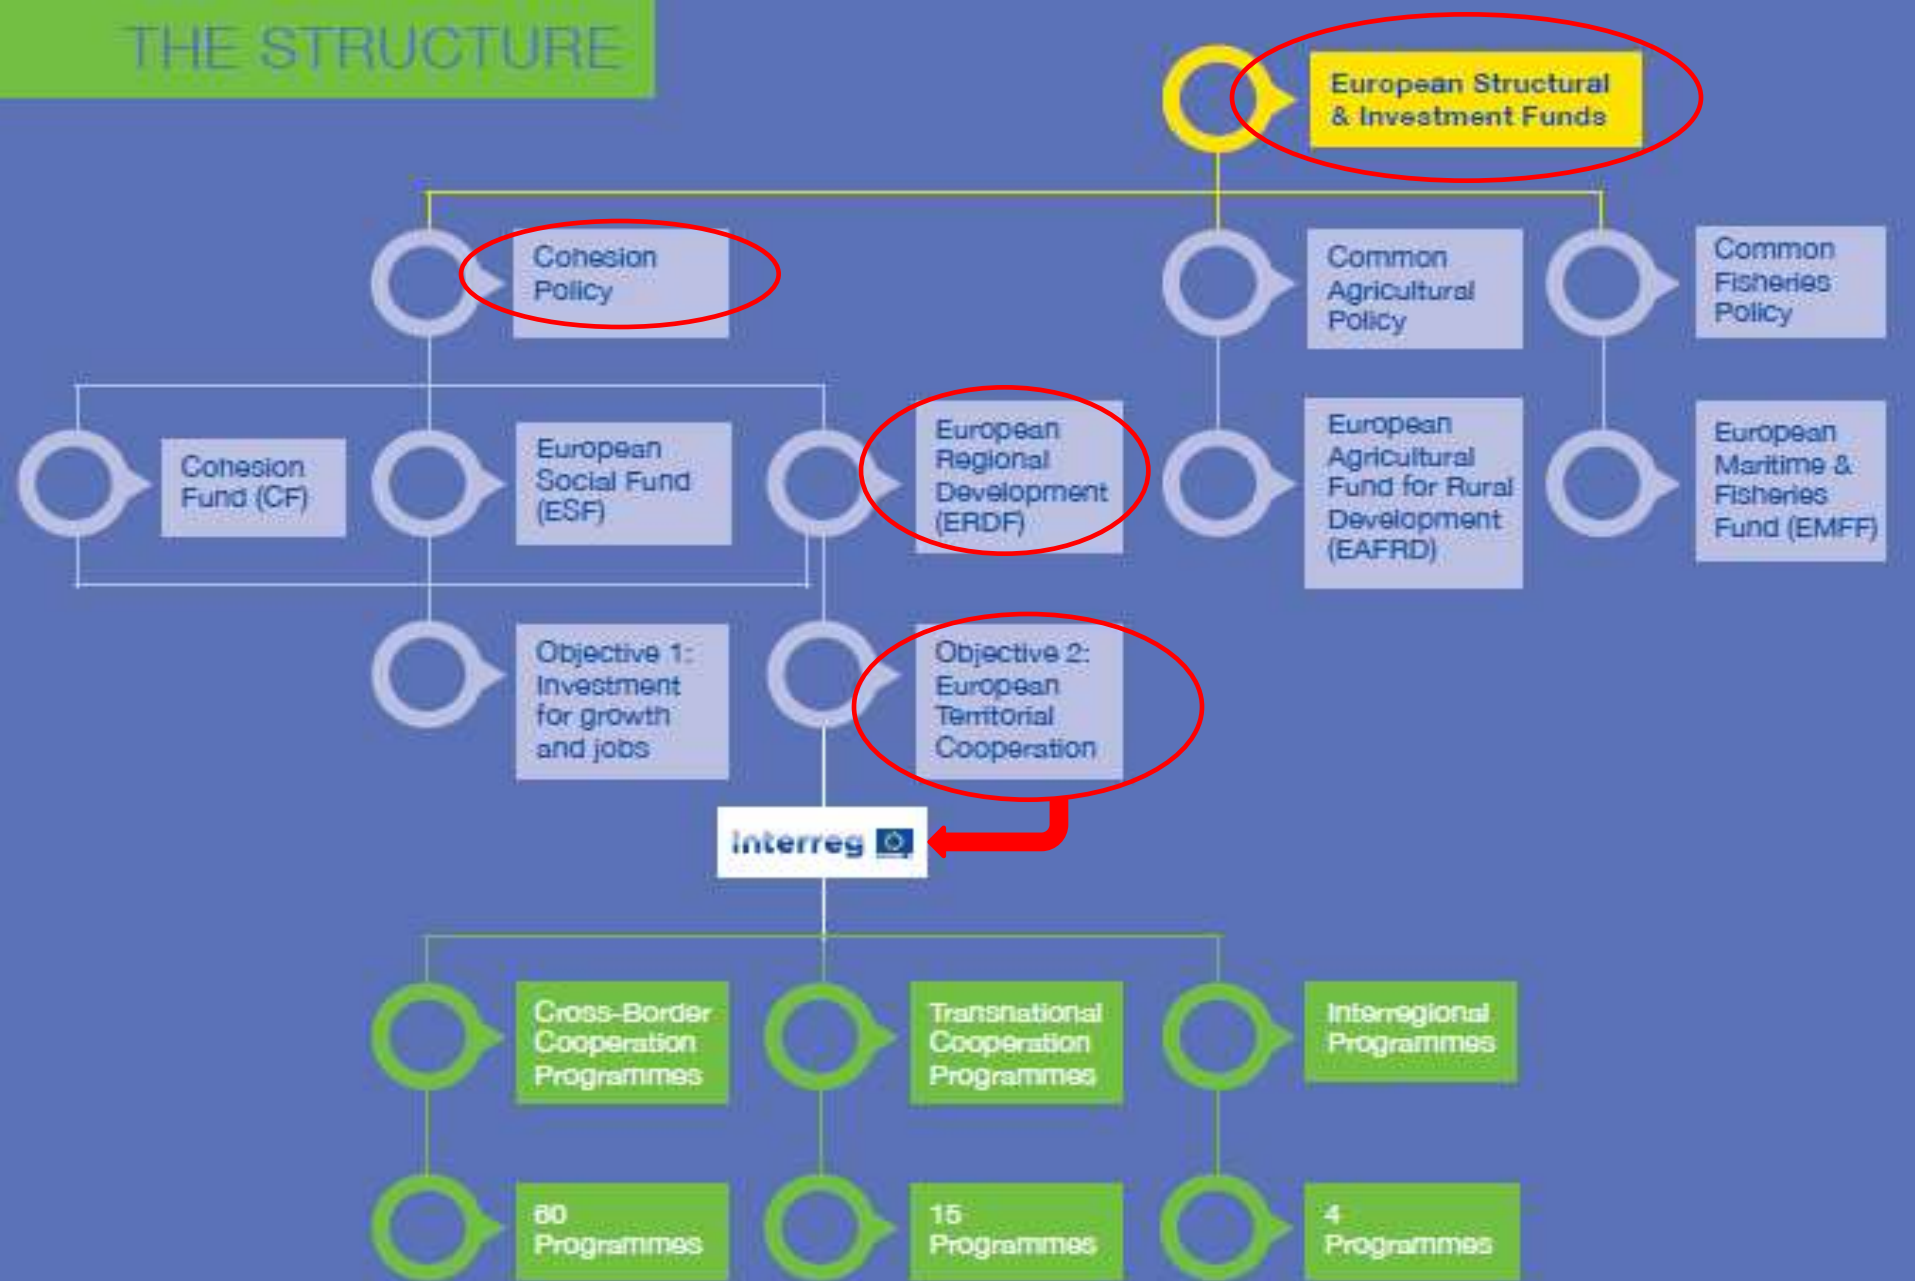 THE STRUCTURE
European Structural
& Investment Funds
Cohesion
Policy
Common
Agricultural
Policy
Common
Fisheries
Policy
Cohesion
Fund (CF)
European
Social Fund
(ESF)
European
Regional
Development
(ERDF)
European
Agricultural
Fund for Rural
Development
(EAFRD)
European
Maritime &
Fisheries
Fund (EMFF)
Objective 1:
Investment
for growth
and jobs
Objective 2:
European
Territorial
Cooperation
Interreg
Cross-Border
Cooperation
Programmes
Transnational
Cooperation
Programmes
Interregional
Programmes
60
Programmes
15
Programmes
4
Programmes